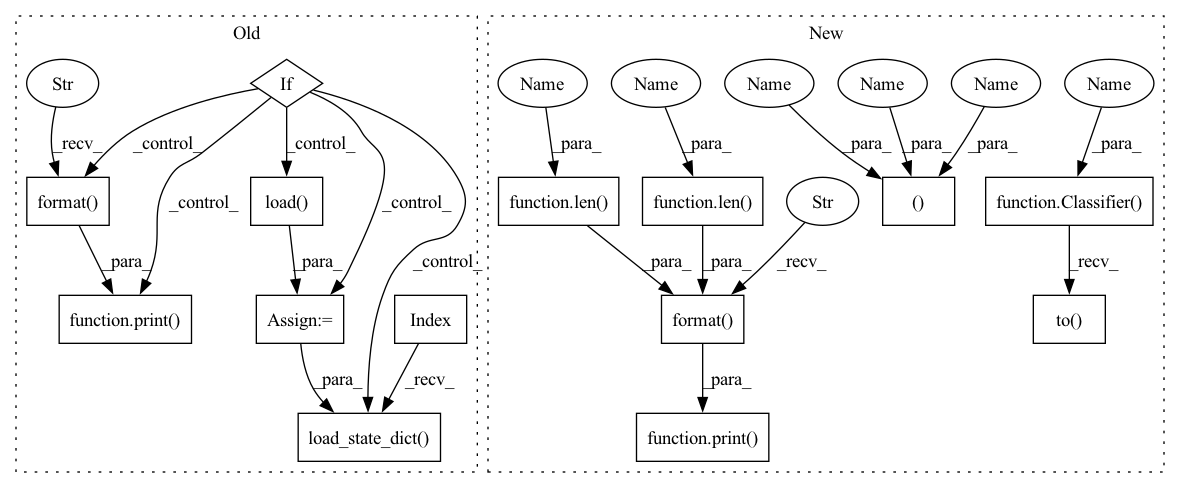 Old
New
Str
If
Name
Name
Name
Name
Name
Name
_recv_
_control_
_control_
_control_
_para_
_para_
_para_
_para_
_para_
_para_
format()
load()
_control_
function.len()
function.len()
Str
()
function.Classifier()
_para_
_control_
_para_
_control_
_para_
_para_
_recv_
_recv_
function.print()
Assign:=
Index
format()
to()
_para_
_recv_
_para_
load_state_dict()
function.print()